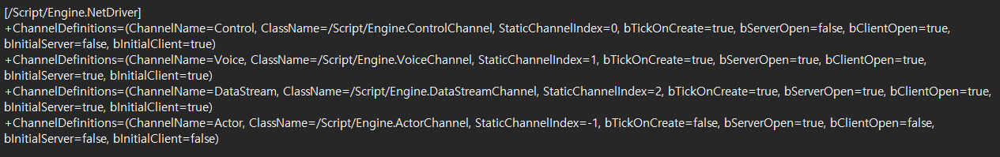 [/Script/Engine.NetDriver]
+ChannelDefinitions=(ChannelName=Control, ClassName=/Script/Engine.ControlChannel, StaticChannelIndex=0, bTickOnCreate=true, bServerOpen=false, bClientOpen=true,
bInitialServer=false, bInitialClient=true)
+ChannelDefinitions=(ChannelName=Voice, ClassName=/Script/Engine.VoiceChannel, StaticChannelIndex=1, bTickOnCreate=true, bServerOpen=true, bClientOpen=true,
bInitialServer=true, bInitialClient=true)
+ChannelDefinitions=(ChannelName=DataStream, ClassName=/Script/Engine.DataStreamChannel, StaticChannelIndex=2, bTickOnCreate=true, bServerOpen=true, bClientOpen=true,
bInitialServer=true, bInitialClient=true)
+ChannelDefinitions=(ChannelName=Actor, ClassName=/Script/Engine.ActorChannel, StaticChannelIndex=-1, bTickOnCreate=false, bServerOpen=true, bClientOpen=false,
bInitialServer=false, bInitialClient=false)